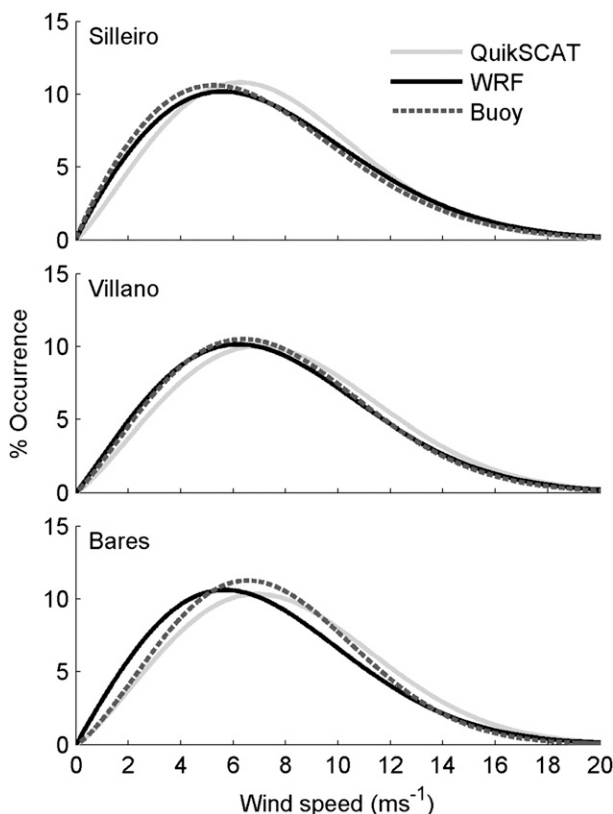 Silleiro
QuikSCAT
WRF
Buoy
15
10
5
0
Villano
15
10
5
0
% Occurrence
Bares
15
10
5
0
0 2 4 6 8 10 12 14 16 18 20
Wind speed (ms⁻¹)